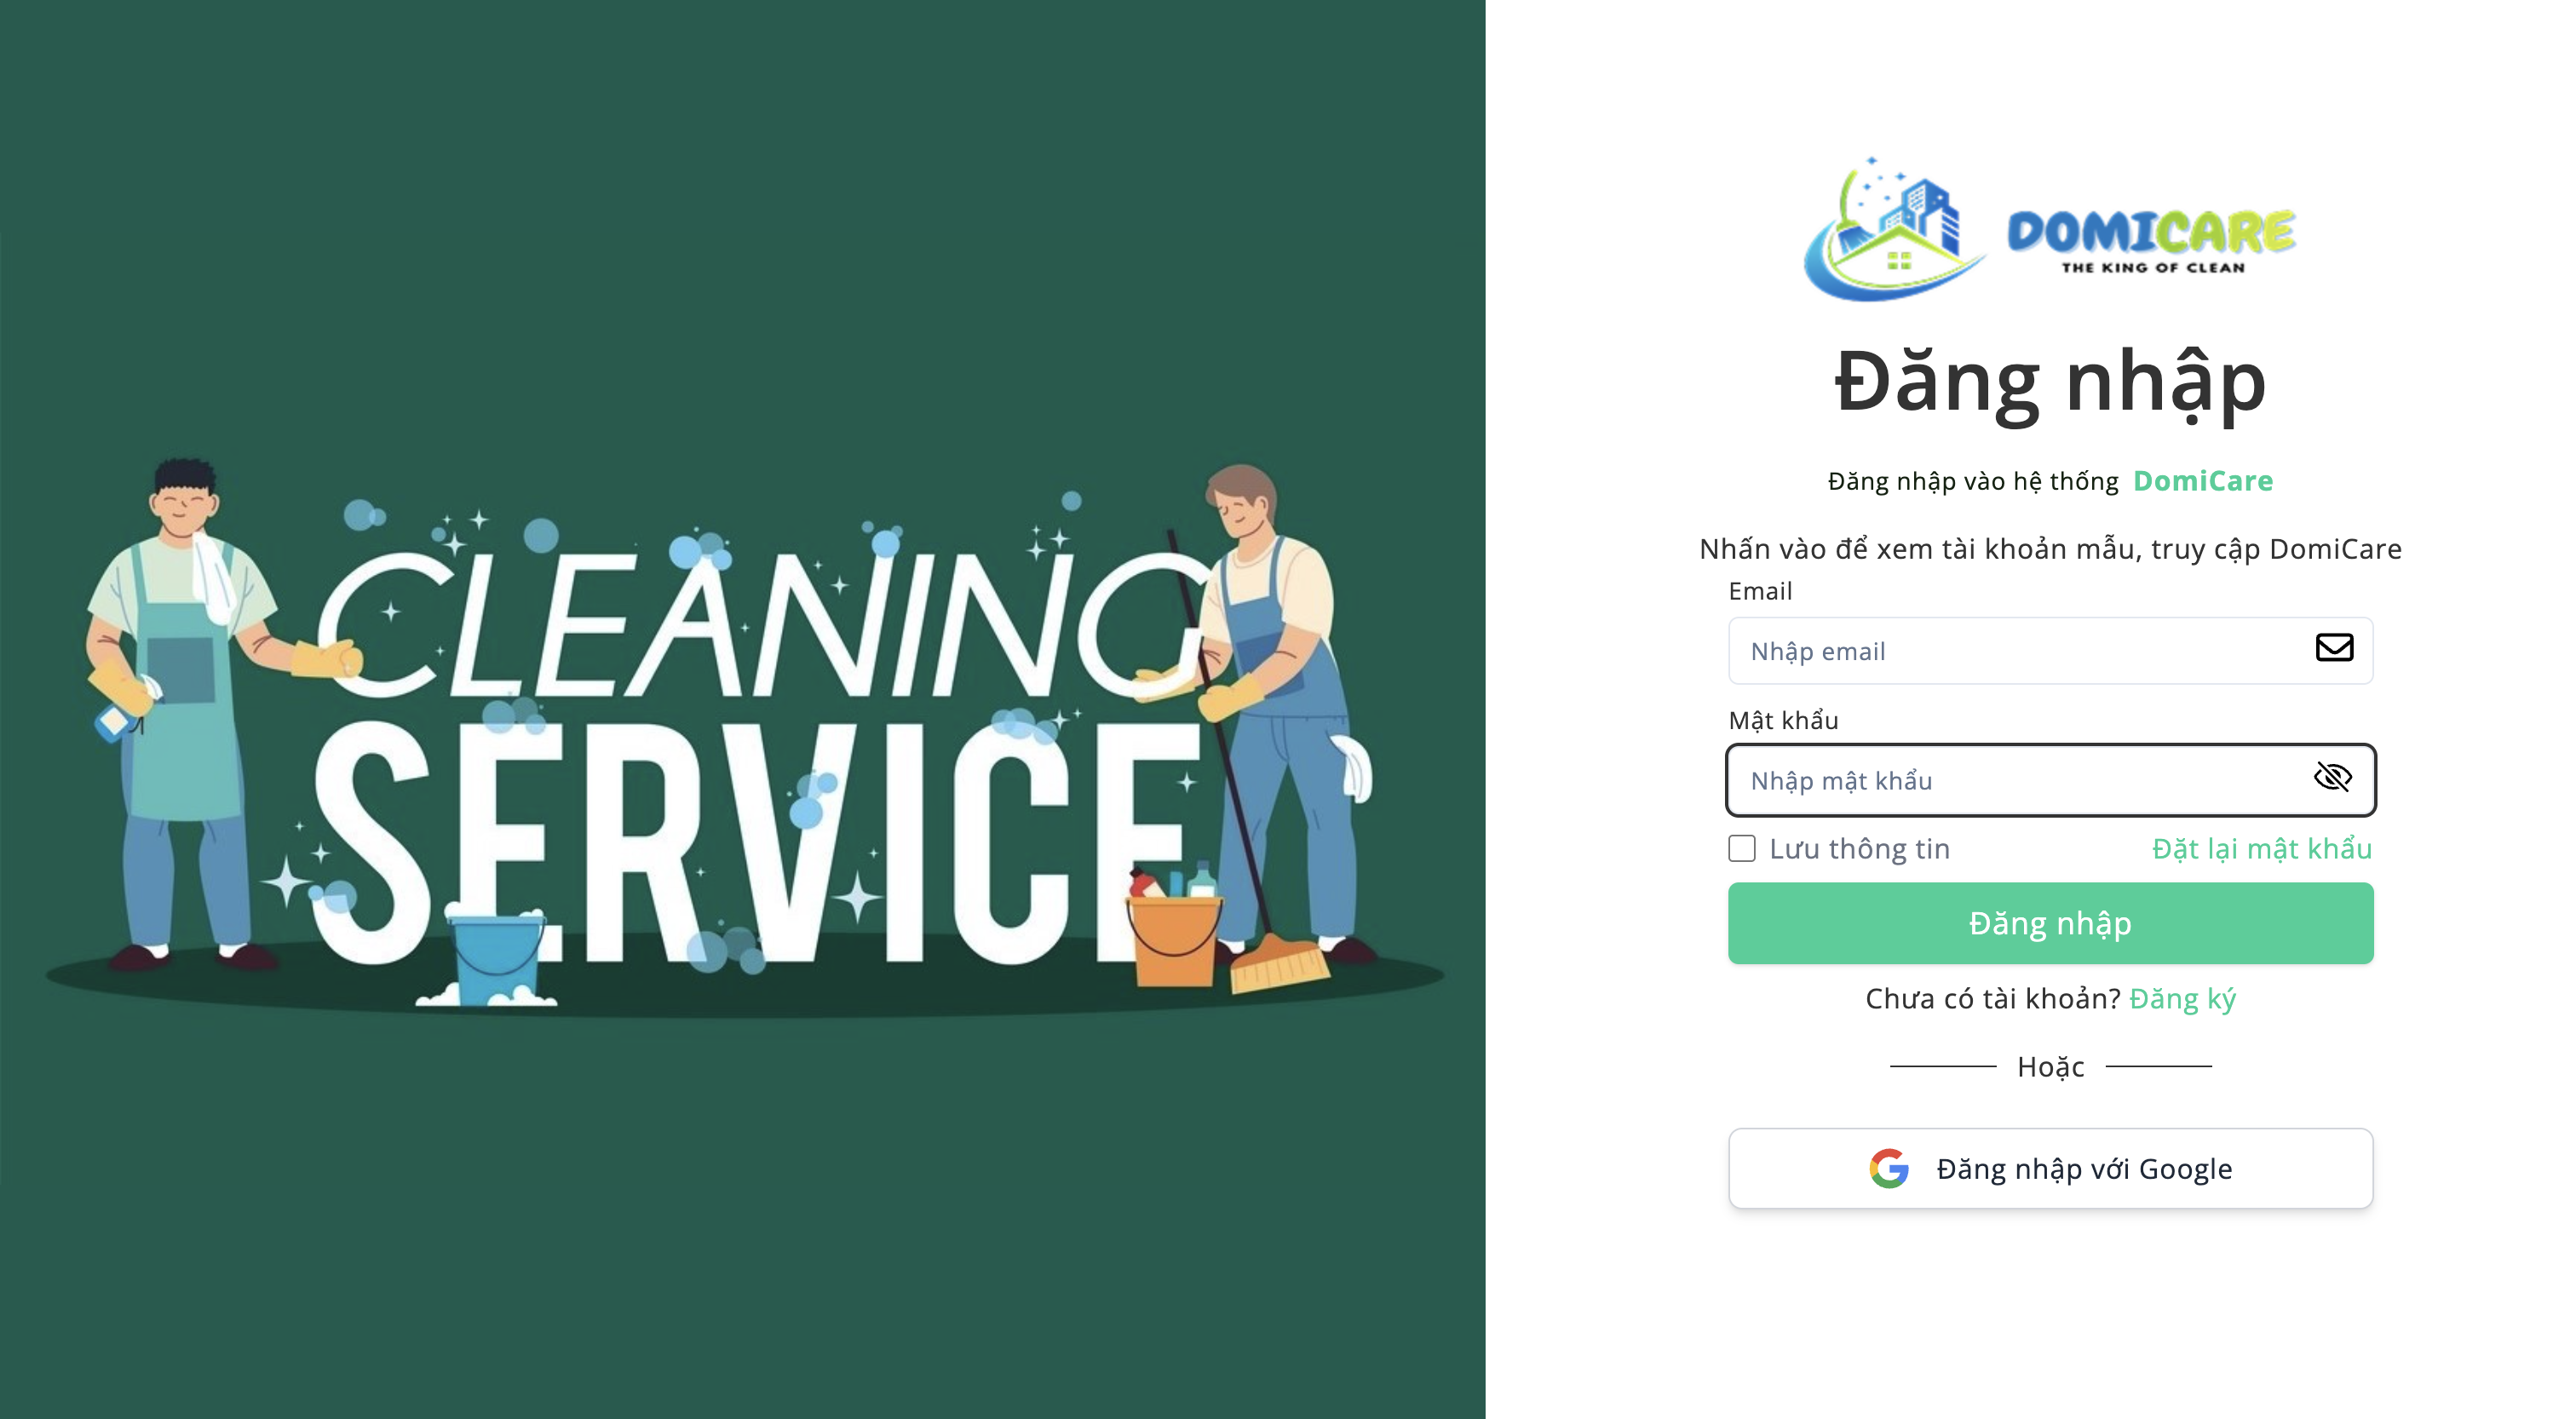 CLEANING
SERVICE
DOMICARE
THE KING OF CLEAN
Đăng nhập
Đăng nhập vào hệ thống DomiCare
Nhấn vào để xem tài khoản mẫu, truy cập DomiCare
Email
Nhập email
Mật khẩu
Nhập mật khẩu
Lưu thông tin Đặt lại mật khẩu
Đăng nhập
Chưa có tài khoản? Đăng ký
Hoặc
Đăng nhập với Google